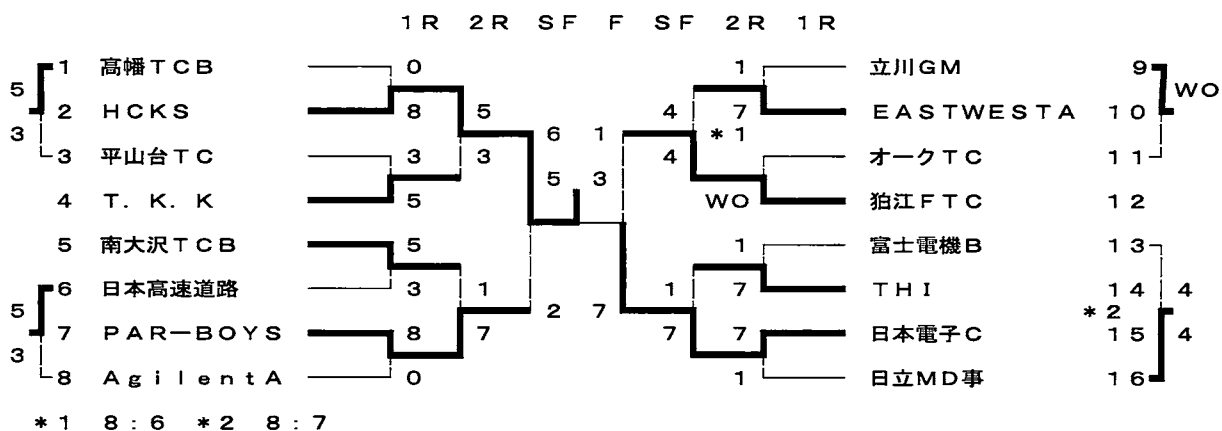 1R 2R SF F SF 2R 1R
1 高幡TCB 0 1 立川GM 9
5 WO
2 HCKS 8 5 4 7 EASTWESTA 10
3 6 1 *1
3 平山台TC 3 3 4 オークTC 11
5 3
4 T.K.K 5 WO 狛江FTC 12
5 南大沢TCB 5 1 富士電機B 13
6 日本高速道路 3 1 1 7 THI 14 4
5 2 7 *2
7 PAR-BOYS 8 7 7 7 日本電子C 15 4
3
8 AgilentA 0 1 日立MD事 16
*1 8:6 *2 8:7